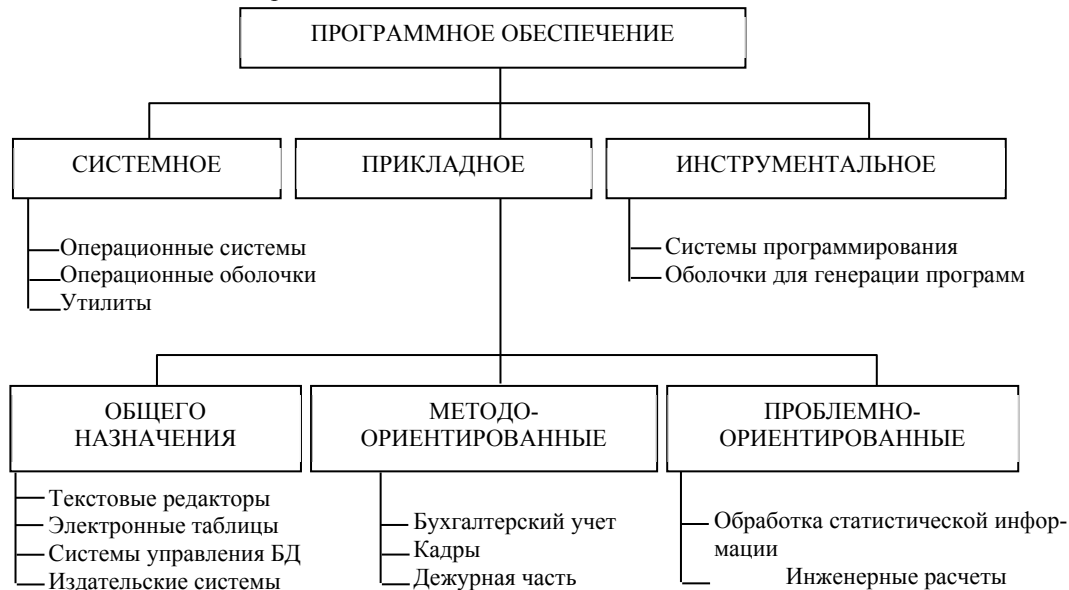 ПРОГРАММНОЕ ОБЕСПЕЧЕНИЕ
СИСТЕМНОЕ
ПРИКЛАДНОЕ
ИНСТРУМЕНТАЛЬНОЕ
Операционные системы
Операционные оболочки
Утилиты
Системы программирования
Оболочки для генерации программ
ОБЩЕГО
НАЗНАЧЕНИЯ
МЕТОДО-
ОРИЕНТИРОВАННЫЕ
ПРОБЛЕМНО-
ОРИЕНТИРОВАННЫЕ
Текстовые редакторы
Электронные таблицы
Системы управления БД
Издательские системы
Бухгалтерский учет
Кадры
Дежурная часть
Обработка статистической инфор-
мации
Инженерные расчеты